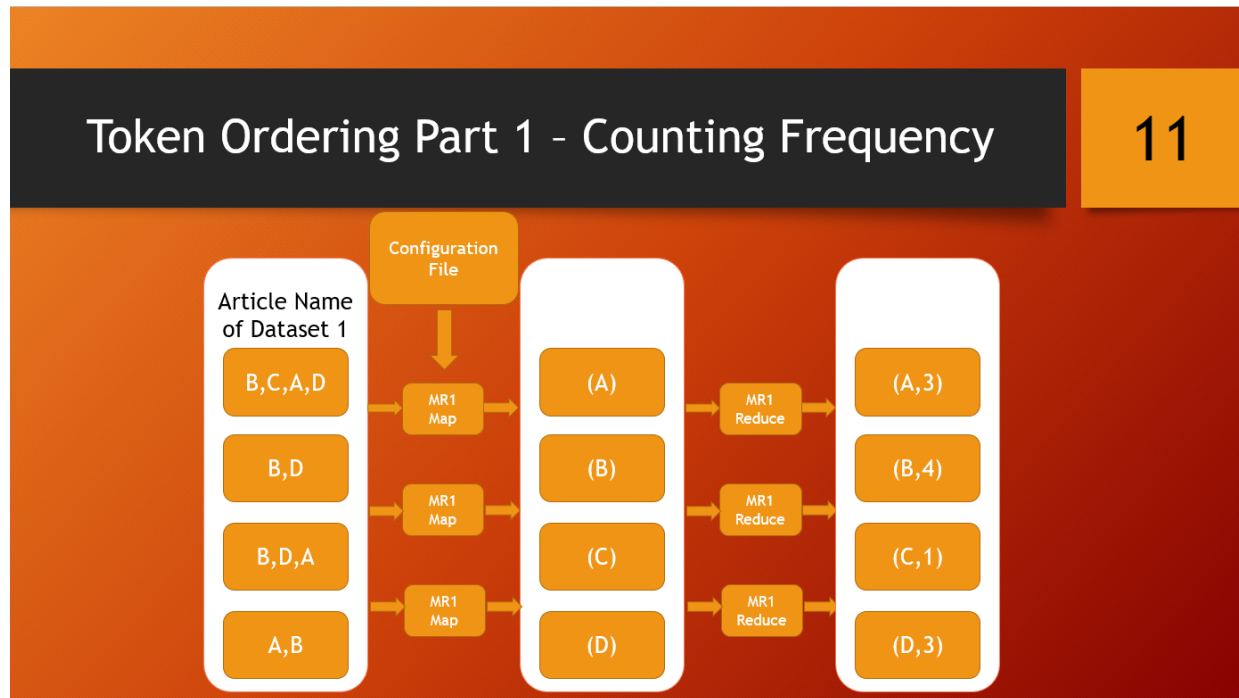 Token Ordering Part 1 – Counting Frequency
11
Configuration
File
Article Name
of Dataset 1
B,C,A,D
B,D
B,D,A
A,B
MR1
Map
MR1
Map
MR1
Map
(A)
(B)
(C)
(D)
MR1
Reduce
MR1
Reduce
MR1
Reduce
(A,3)
(B,4)
(C,1)
(D,3)